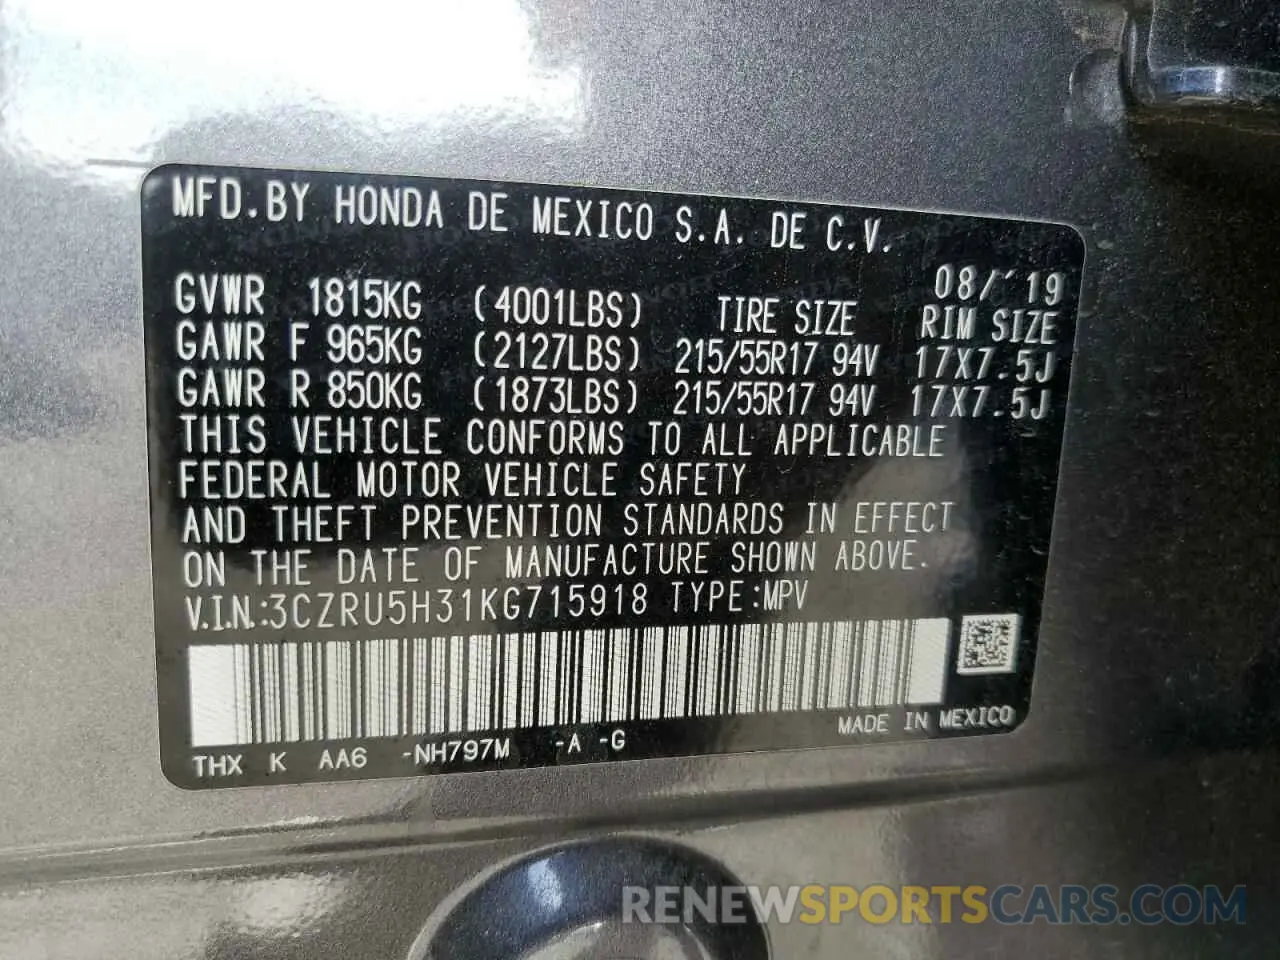 MFD.BY HONDA DE MEXICO S.A. DE C.V.
08/ '19
GVWR 1815KG (4001LBS) TIRE SIZE RIM SIZE
GAWR F 965KG (2127LBS) 215/55R17 94V 17X7.5J
GAWR R 850KG (1873LBS) 215/55R17 94V 17X7.5J
THIS VEHICLE CONFORMS TO ALL APPLICABLE
FEDERAL MOTOR VEHICLE SAFETY
AND THEFT PREVENTION STANDARDS IN EFFECT
ON THE DATE OF MANUFACTURE SHOWN ABOVE.
V.I.N.:3CZRU5H31KG715918 TYPE:MPV
MADE IN MEXICO
THX K AA6 -NH797M -A -G
RENEWSPORTSCARS.COM